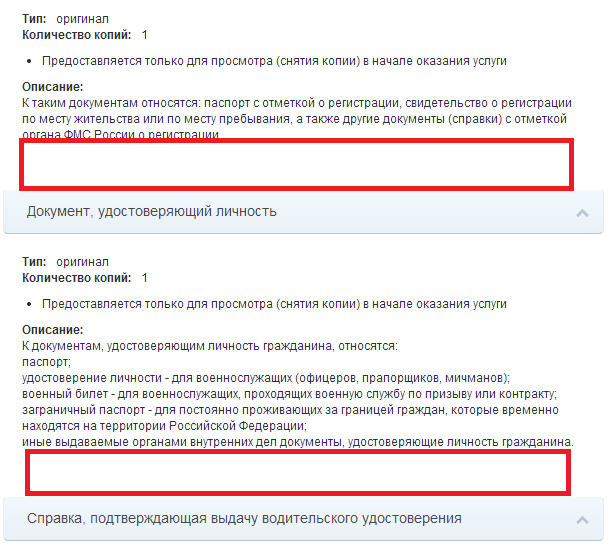 Тип: оригинал
Количество копий: 1
Предоставляется только для просмотра (снятия копии) в начале оказания услуги
Описание:
К таким документам относятся: паспорт с отметкой о регистрации, свидетельство о регистрации
по месту жительства или по месту пребывания, а также другие документы (справки) с отметкой
органа ФМС России о регистрации
Документ, удостоверяющий личность
Тип: оригинал
Количество копий: 1
Предоставляется только для просмотра (снятия копии) в начале оказания услуги
Описание:
К документам, удостоверяющим личность гражданина, относятся:
паспорт;
удостоверение личности - для военнослужащих (офицеров, прапорщиков, мичманов);
военный билет - для военнослужащих, проходящих военную службу по призыву или контракту;
заграничный паспорт - для постоянно проживающих за границей граждан, которые временно
находятся на территории Российской Федерации;
иные выдаваемые органами внутренних дел документы, удостоверяющие личность гражданина.
Справка, подтверждающая выдачу водительского удостоверения